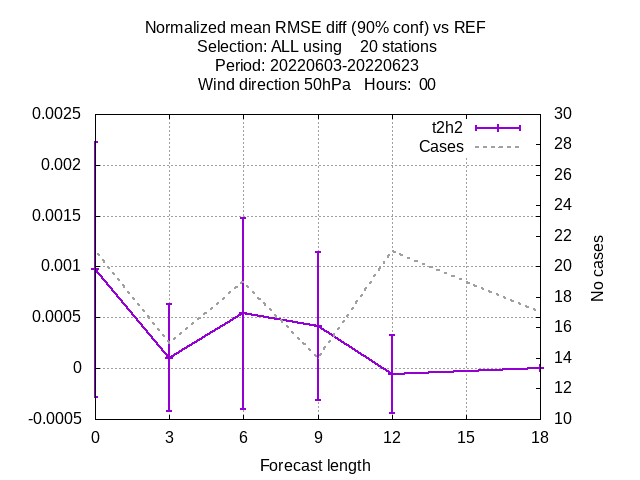 Normalized mean RMSE diff (90% conf) vs REF
Selection: ALL using    20 stations
Period: 20220603-20220623
Wind direction 50hPa   Hours:  00
t2h2
Cases
0.0025
0.002
0.0015
0.001
0.0005
0
-0.0005
30
28
26
24
22
20
18
16
14
12
10
No cases
0 3 6 9 12 15 18
Forecast length